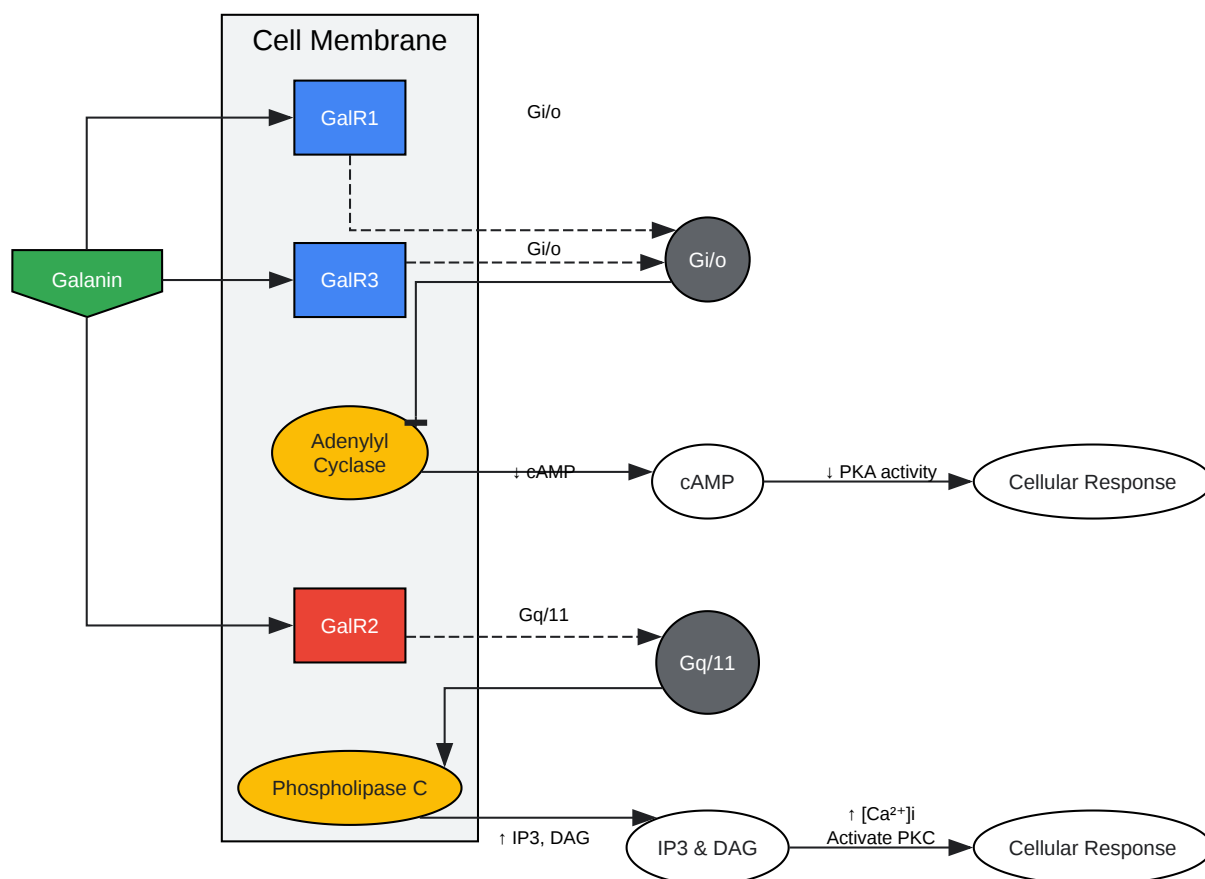 Cell Membrane
GalR1
Gi/o
Galanin
GalR3
Gi/o
Gi/o
Adenylyl
Cyclase
↓ cAMP
cAMP
↓ PKA activity
Cellular Response
GalR2
Gq/11
Gq/11
Phospholipase C
↑ IP3, DAG
IP3 & DAG
↑ [Ca²⁺]i
Activate PKC
Cellular Response